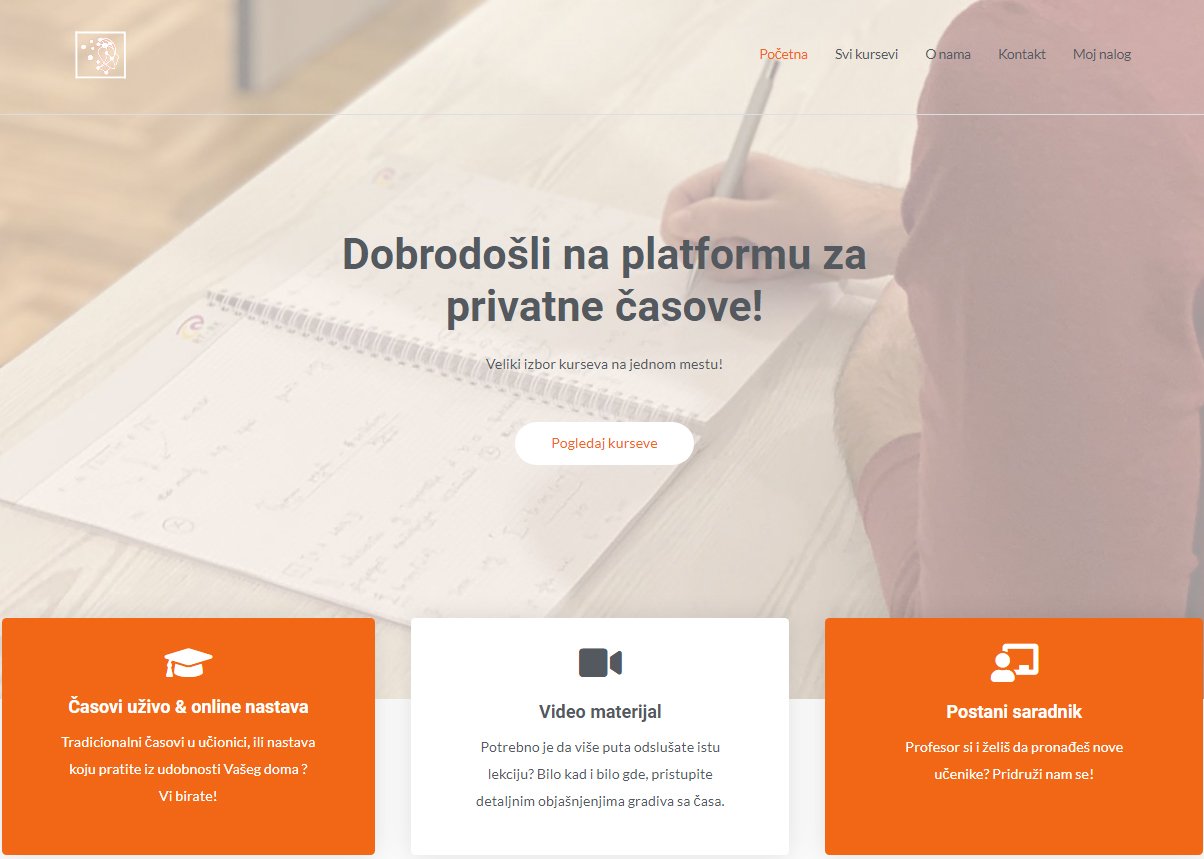 Početna Svi kursevi O nama Kontakt Moj nalog
Dobrodošli na platformu za
privatne časove!
Veliki izbor kurseva na jednom mestu!
Pogledaj kurseve
Časovi uživo & online nastava
Tradicionalni časovi u učionici, ili nastava
koju pratite iz udobnosti Vašeg doma ?
Vi birate!
Video materijal
Potrebno je da više puta odslušate istu
lekciju? Bilo kad i bilo gde, pristupite
detaljnim objašnjenjima gradiva sa časa.
Postani saradnik
Profesor si i želiš da pronađeš nove
učenike? Pridruži nam se!